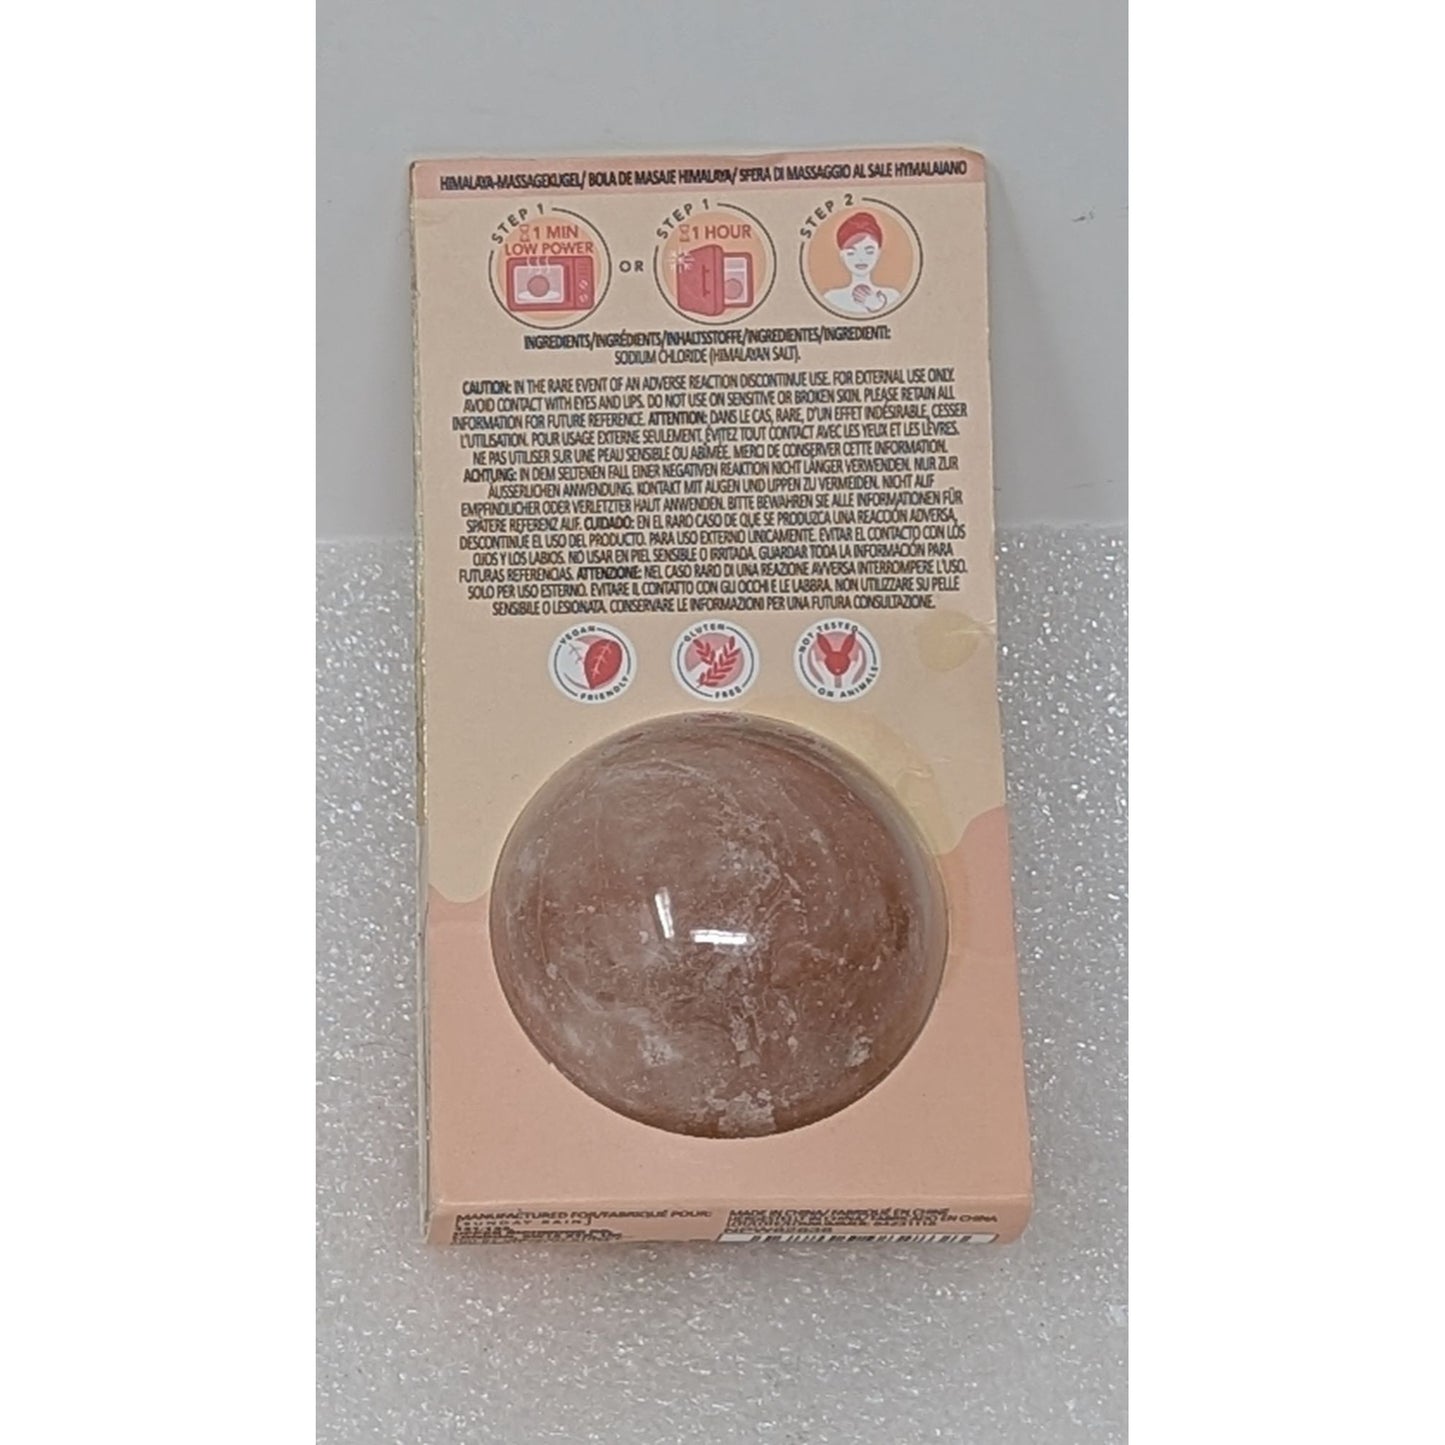 HIMALAYA-MASSAGEKUGEL/ BOLA DE MASAJE HIMALAYA/ SFERA DI MASSAGGIO AL SALE HYMALAIANO
STEP 1
1 MIN
LOW POWER
OR
STEP 1
1 HOUR
STEP 2
INGREDIENTS/INGRÉDIENTS/INHALTSSTOFFE/INGREDIENTES/INGREDIENTI:
SODIUM CHLORIDE (HIMALAYAN SALT).
CAUTION: IN THE RARE EVENT OF AN ADVERSE REACTION DISCONTINUE USE. FOR EXTERNAL USE ONLY.
AVOID CONTACT WITH EYES AND LIPS. DO NOT USE ON SENSITIVE OR BROKEN SKIN. PLEASE RETAIN ALL
INFORMATION FOR FUTURE REFERENCE. ATTENTION: DANS LE CAS, RARE, D'UN EFFET INDÉSIRABLE, CESSER
L'UTILISATION. POUR USAGE EXTERNE SEULEMENT, ÉVITEZ TOUT CONTACT AVEC LES YEUX ET LES LÈVRES.
NE PAS UTILISER SUR UNE PEAU SENSIBLE OU ABÎMÉE. MERCI DE CONSERVER CETTE INFORMATION.
ACHTUNG: IN DEM SELTENEN FALL EINER NEGATIVEN REAKTION NICHT LÄNGER VERWENDEN. NUR ZUR
ÄUSSERLICHEN ANWENDUNG. KONTAKT MIT AUGEN UND LIPPEN ZU VERMEIDEN. NICHT AUF
EMPFINDLICHER ODER VERLETZTER HAUT ANWENDEN. BITTE BEWAHREN SIE ALLE INFORMATIONEN FÜR
SPÄTERE REFERENZ AUF. CUIDADO: EN EL RARO CASO DE QUE SE PRODUZCA UNA REACCIÓN ADVERSA,
DESCONTINUE EL USO DEL PRODUCTO. PARA USO EXTERNO ÚNICAMENTE. EVITAR EL CONTACTO CON LOS
OJOS Y LOS LABIOS. NO USAR EN PIEL SENSIBLE O IRRITADA. GUARDAR TODA LA INFORMACIÓN PARA
FUTURAS REFERENCIAS. ATTENZIONE: NEL CASO RARO DI UNA REAZIONE AVVERSA INTERROMPERE L'USO.
SOLO PER USO ESTERNO. EVITARE IL CONTATTO CON GLI OCCHI E LE LABBRA. NON UTILIZZARE SU PELLE
SENSIBILE O LESIONATA. CONSERVARE LE INFORMAZIONI PER UNA FUTURA CONSULTAZIONE.
VEGAN FRIENDLY
GLUTEN FREE
NOT TESTED ON ANIMALS
MANUFACTURED FOR/FABRIQUÉ POUR:
[SUNDAY RAIN]
MADE IN CHINA/ FABRIQUÉ EN CHINE